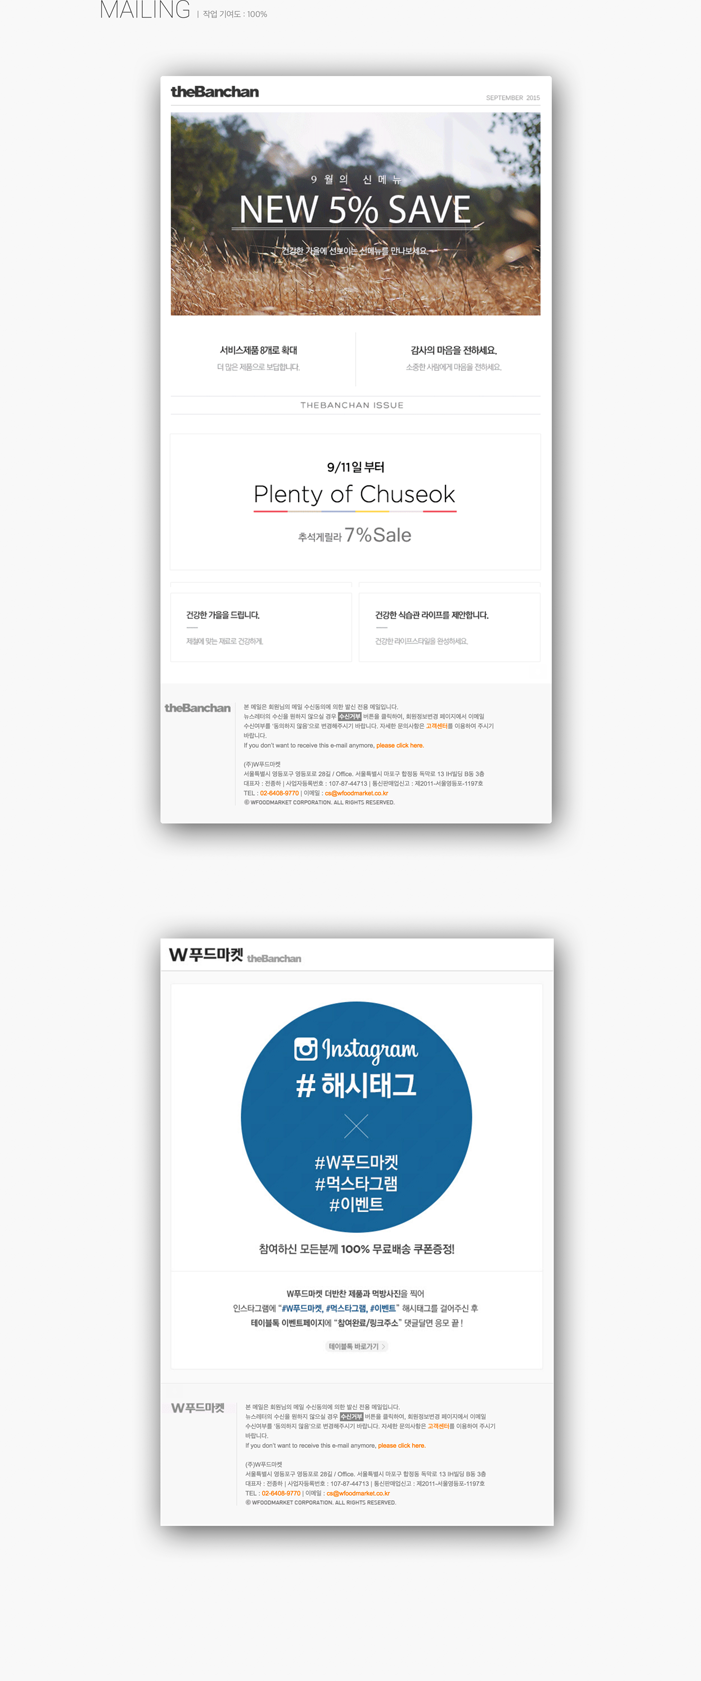 MAILING | 작업 기여도 : 100%
theBanchan
SEPTEMBER 2015
9월의 신메뉴
NEW 5% SAVE
건강한 가을에 선보이는 신메뉴를 만나보세요.
서비스제품 8개로 확대
더 많은 제품으로 보답합니다.
감사의 마음을 전하세요.
소중한 사람에게 마음을 전하세요.
THEBANCHAN ISSUE
9/11일 부터
Plenty of Chuseok
추석게릴라 7%Sale
건강한 가을을 드립니다.
제철에 맞는 재료로 건강하게.
건강한 식습관 라이프를 제안합니다.
건강한 라이프스타일을 완성하세요.
theBanchan
본 메일은 회원님의 메일 수신동의에 의한 발신 전용 메일입니다.
뉴스레터의 수신을 원하지 않으실 경우 수신거부 버튼을 클릭하여, 회원정보변경 페이지에서 이메일
수신여부를 '동의하지 않음'으로 변경해주시기 바랍니다. 자세한 문의사항은 고객센터를 이용하여 주시기
바랍니다.
If you don't want to receive this e-mail anymore, please click here.
(주)W푸드마켓
서울특별시 영등포구 영등포로 28길 / Office. 서울특별시 마포구 합정동 독막로 13 IH빌딩 B동 3층
대표자 : 전종하 | 사업자등록번호 : 107-87-44713 | 통신판매업신고 : 제2011-서울영등포-1197호
TEL : 02-6408-9770 | 이메일 : cs@wfoodmarket.co.kr
© WFOODMARKET CORPORATION. ALL RIGHTS RESERVED.
W푸드마켓 theBanchan
Instagram
# 해시태그
#W푸드마켓
#먹스타그램
#이벤트
참여하신 모든분께 100% 무료배송 쿠폰증정!
W푸드마켓 더반찬 제품과 먹방사진을 찍어
인스타그램에 "#W푸드마켓, #먹스타그램, #이벤트" 해시태그를 걸어주신 후
테이블톡 이벤트페이지에 "참여완료/링크주소" 댓글달면 응모 끝 !
테이블톡 바로가기 >
W푸드마켓
본 메일은 회원님의 메일 수신동의에 의한 발신 전용 메일입니다.
뉴스레터의 수신을 원하지 않으실 경우 수신거부 버튼을 클릭하여, 회원정보변경 페이지에서 이메일
수신여부를 '동의하지 않음'으로 변경해주시기 바랍니다. 자세한 문의사항은 고객센터를 이용하여 주시기
바랍니다.
If you don't want to receive this e-mail anymore, please click here.
(주)W푸드마켓
서울특별시 영등포구 영등포로 28길 / Office. 서울특별시 마포구 합정동 독막로 13 IH빌딩 B동 3층
대표자 : 전종하 | 사업자등록번호 : 107-87-44713 | 통신판매업신고 : 제2011-서울영등포-1197호
TEL : 02-6408-9770 | 이메일 : cs@wfoodmarket.co.kr
© WFOODMARKET CORPORATION. ALL RIGHTS RESERVED.